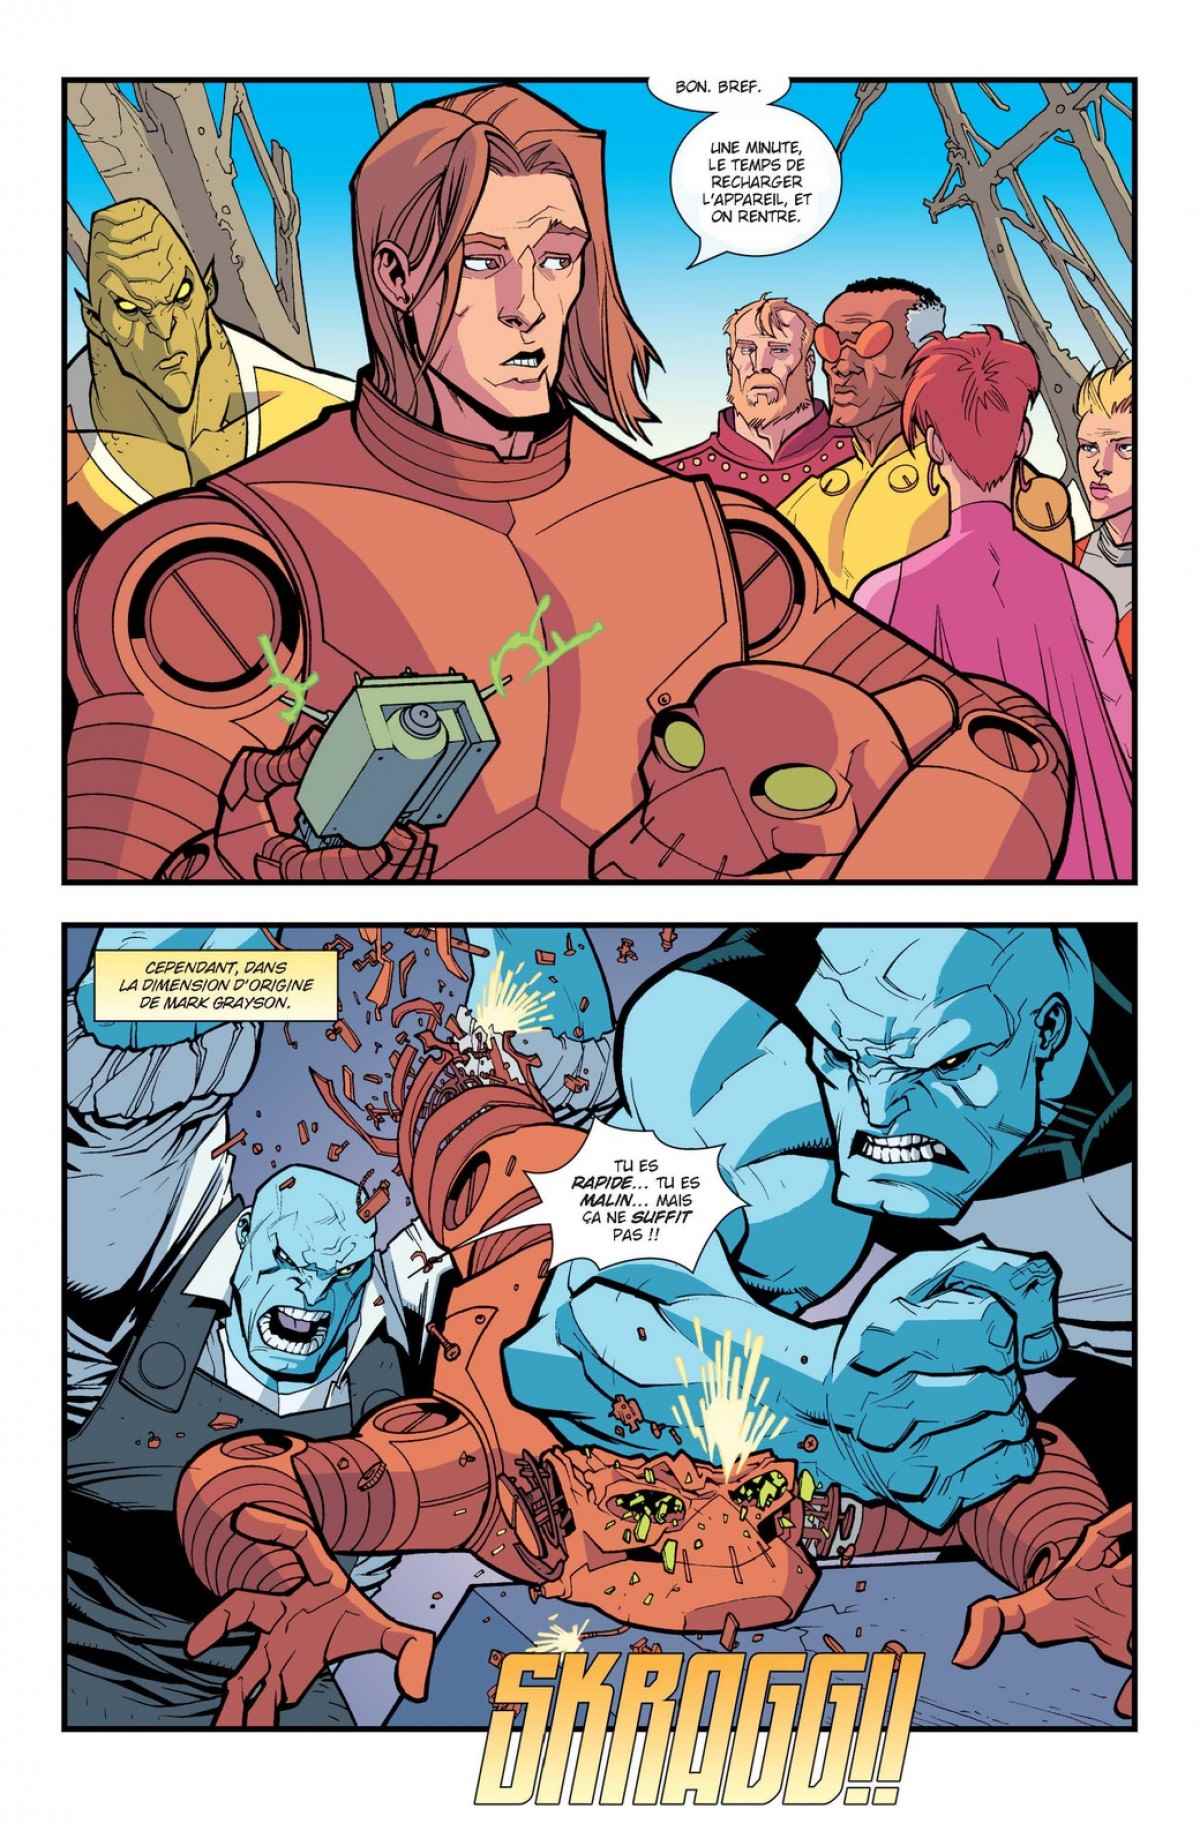 BON. BREF.
UNE MINUTE,
LE TEMPS DE
RECHARGER
L'APPAREIL, ET
ON RENTRE.
CEPENDANT, DANS
LA DIMENSION D'ORIGINE
DE MARK GRAYSON.
TU ES
RAPIDE... TU ES
MALIN... MAIS
ÇA NE SUFFIT
PAS !!
SKRAGG!!